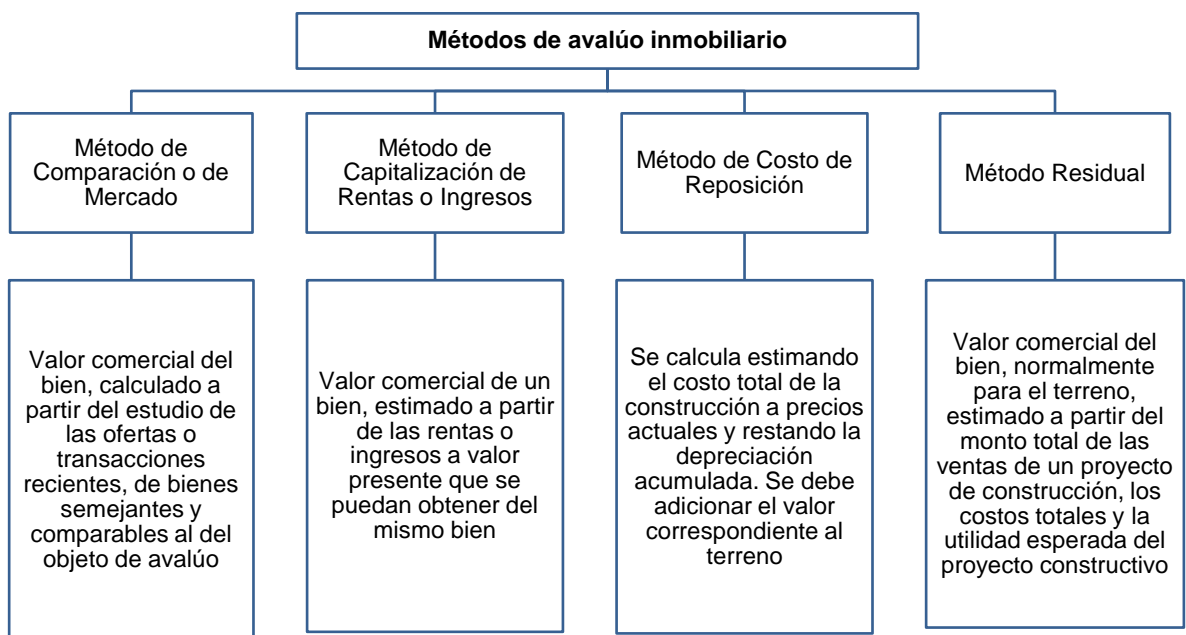 Métodos de avalúo inmobiliario
Método de
Comparación o de
Mercado
Método de
Capitalización de
Rentas o Ingresos
Método de Costo de
Reposición
Método Residual
Valor comercial del
bien, calculado a
partir del estudio de
las ofertas o
transacciones
recientes, de bienes
semejantes y
comparables al del
objeto de avalúo
Valor comercial de un
bien, estimado a partir
de las rentas o
ingresos a valor
presente que se
puedan obtener del
mismo bien
Se calcula estimando
el costo total de la
construcción a precios
actuales y restando la
depreciación
acumulada. Se debe
adicionar el valor
correspondiente al
terreno
Valor comercial del
bien, normalmente
para el terreno,
estimado a partir del
monto total de las
ventas de un proyecto
de construcción, los
costos totales y la
utilidad esperada del
proyecto constructivo